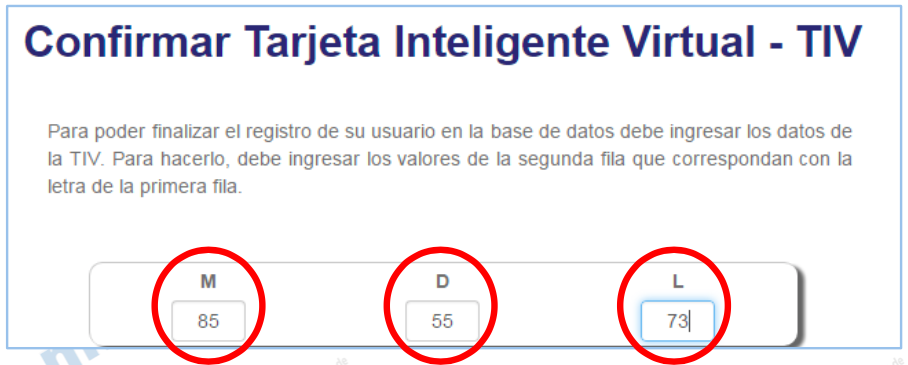 Confirmar Tarjeta Inteligente Virtual - TIV
Para poder finalizar el registro de su usuario en la base de datos debe ingresar los datos de
la TIV. Para hacerlo, debe ingresar los valores de la segunda fila que correspondan con la
letra de la primera fila.
M D L
85 55 73